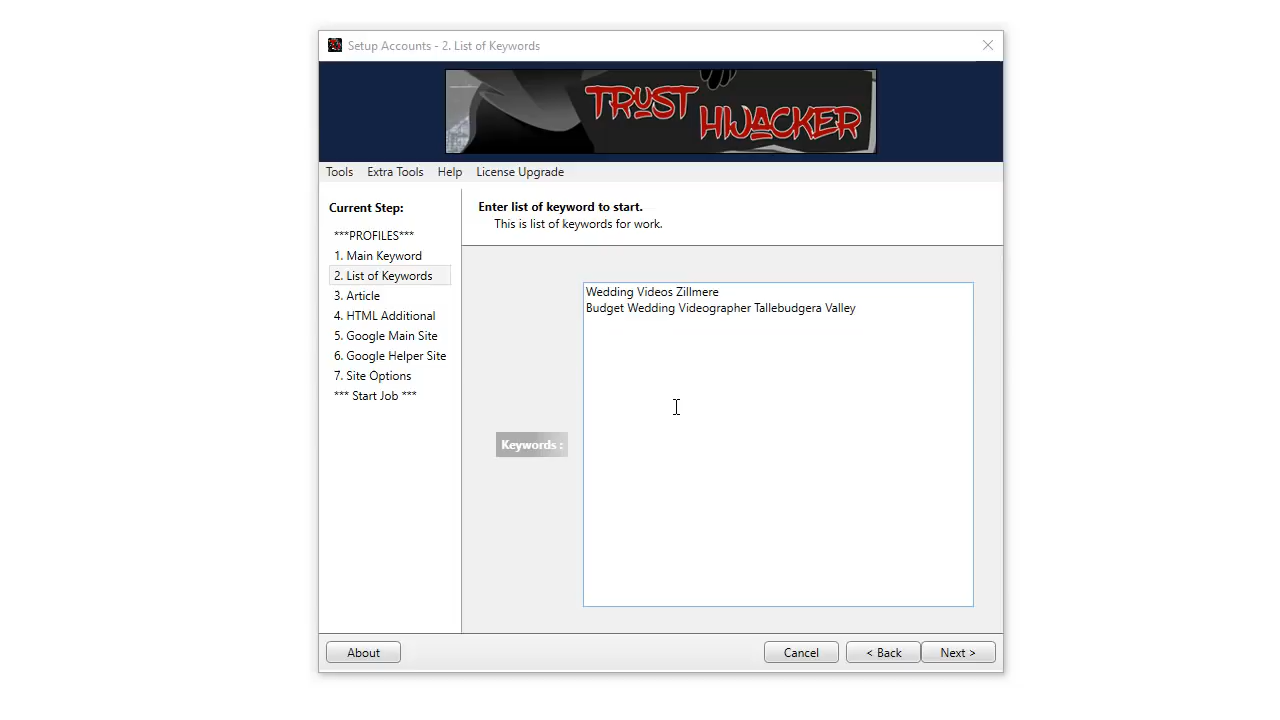 Setup Accounts - 2. List of Keywords
TRUST HIJACKER
Tools Extra Tools Help License Upgrade
Current Step:
***PROFILES***
1. Main Keyword
2. List of Keywords
3. Article
4. HTML Additional
5. Google Main Site
6. Google Helper Site
7. Site Options
*** Start Job ***
Enter list of keyword to start.
This is list of keywords for work.
Keywords :
Wedding Videos Zillmere
Budget Wedding Videographer Tallebudgera Valley
About Cancel < Back Next >